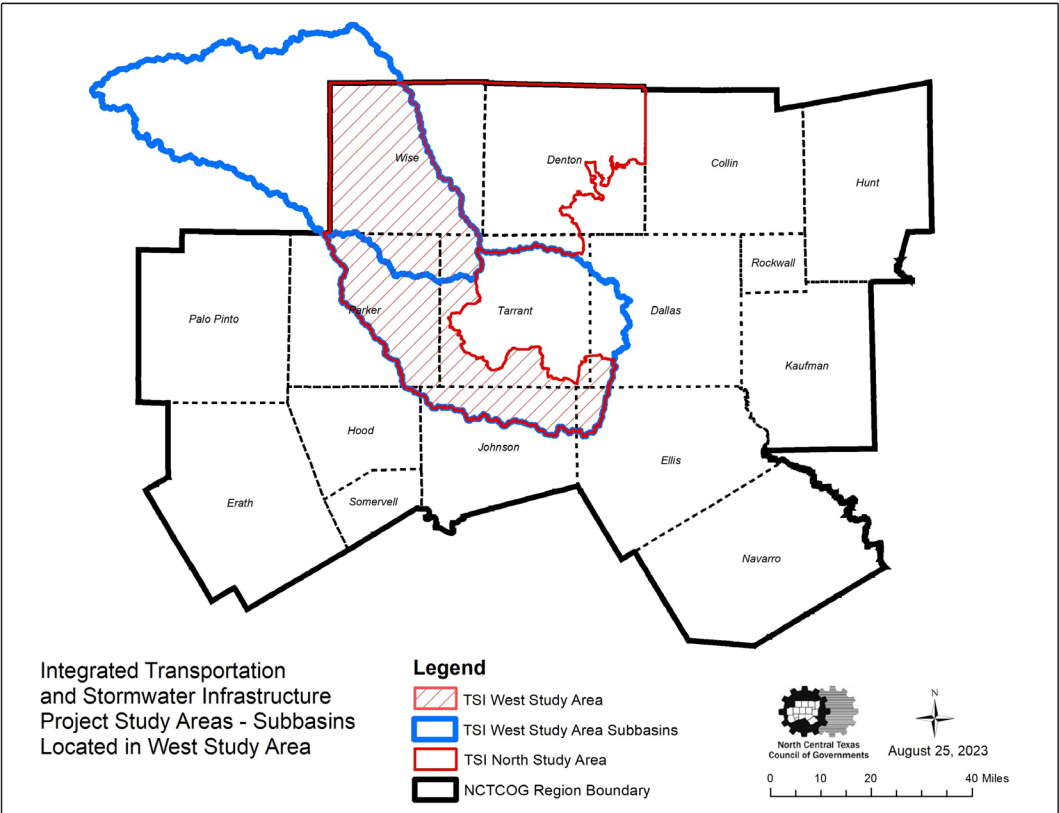 Wise
Denton
Collin
Hunt
Rockwall
Palo Pinto
Parker
Tarrant
Dallas
Kaufman
Hood
Johnson
Ellis
Erath
Somervell
Navarro
Integrated Transportation
and Stormwater Infrastructure
Project Study Areas - Subbasins
Located in West Study Area
Legend
TSI West Study Area
TSI West Study Area Subbasins
TSI North Study Area
NCTCOG Region Boundary
North Central Texas
Council of Governments
N
August 25, 2023
0 10 20 40 Miles